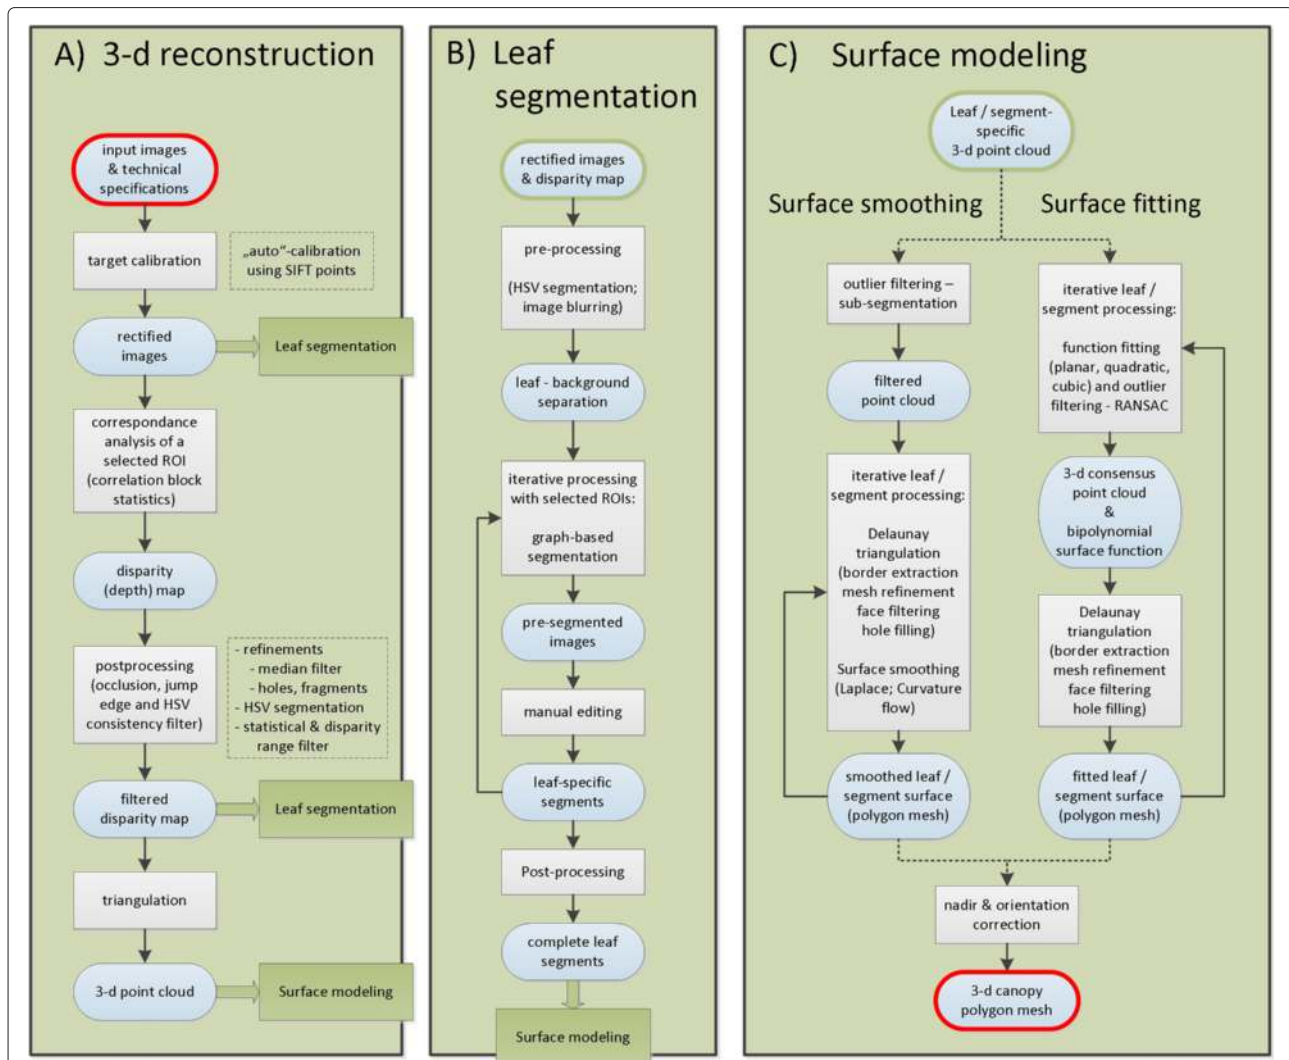 A) 3-d reconstruction
input images
& technical
specifications
target calibration
„auto“-calibration
using SIFT points
rectified
images
Leaf segmentation
correspondance
analysis of a
selected ROI
(correlation block
statistics)
disparity
(depth) map
postprocessing
(occlusion, jump
edge and HSV
consistency filter)
- refinements
- median filter
- holes, fragments
- HSV segmentation
- statistical & disparity
range filter
filtered
disparity map
Leaf segmentation
triangulation
3-d point cloud
Surface modeling
B) Leaf
segmentation
rectified images
& disparity map
pre-processing
(HSV segmentation;
image blurring)
leaf - background
separation
iterative processing
with selected ROIs:
graph-based
segmentation
pre-segmented
images
manual editing
leaf-specific
segments
Post-processing
complete leaf
segments
Surface modeling
C) Surface modeling
Leaf / segment-
specific
3-d point cloud
Surface smoothing
outlier filtering –
sub-segmentation
filtered
point cloud
iterative leaf /
segment processing:
Delaunay
triangulation
(border extraction
mesh refinement
face filtering
hole filling)
Surface smoothing
(Laplace; Curvature
flow)
smoothed leaf /
segment surface
(polygon mesh)
Surface fitting
iterative leaf /
segment processing:
function fitting
(planar, quadratic,
cubic) and outlier
filtering - RANSAC
3-d consensus
point cloud
&
bipolynomial
surface function
Delaunay
triangulation
(border extraction
mesh refinement
face filtering
hole filling)
fitted leaf /
segment surface
(polygon mesh)
nadir & orientation
correction
3-d canopy
polygon mesh